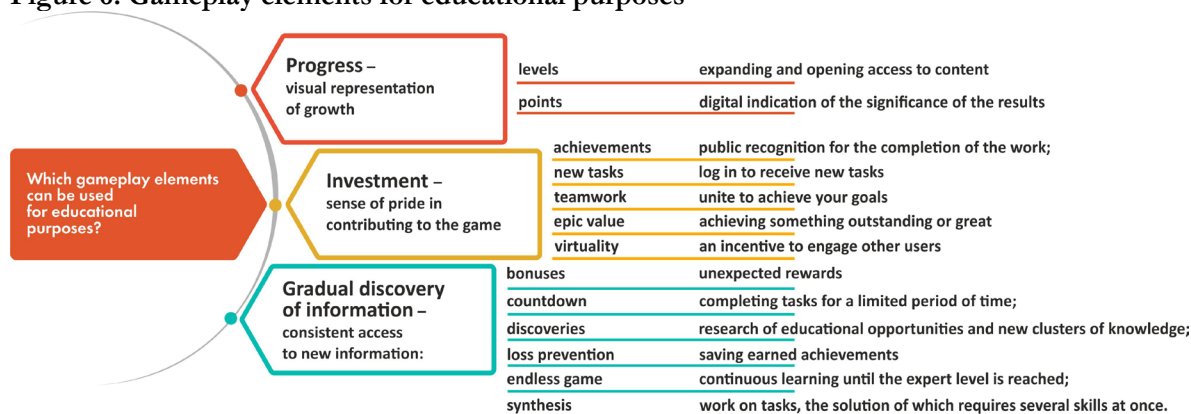 Figure 6. Gameplay elements for educational purposes
Which gameplay elements
can be used
for educational
purposes?
Progress –
visual representation
of growth
levels expanding and opening access to content
points digital indication of the significance of the results
Investment –
sense of pride in
contributing to the game
achievements public recognition for the completion of the work;
new tasks log in to receive new tasks
teamwork unite to achieve your goals
epic value achieving something outstanding or great
virtuality an incentive to engage other users
Gradual discovery
of information –
consistent access
to new information:
bonuses unexpected rewards
countdown completing tasks for a limited period of time;
discoveries research of educational opportunities and new clusters of knowledge;
loss prevention saving earned achievements
endless game continuous learning until the expert level is reached;
synthesis work on tasks, the solution of which requires several skills at once.